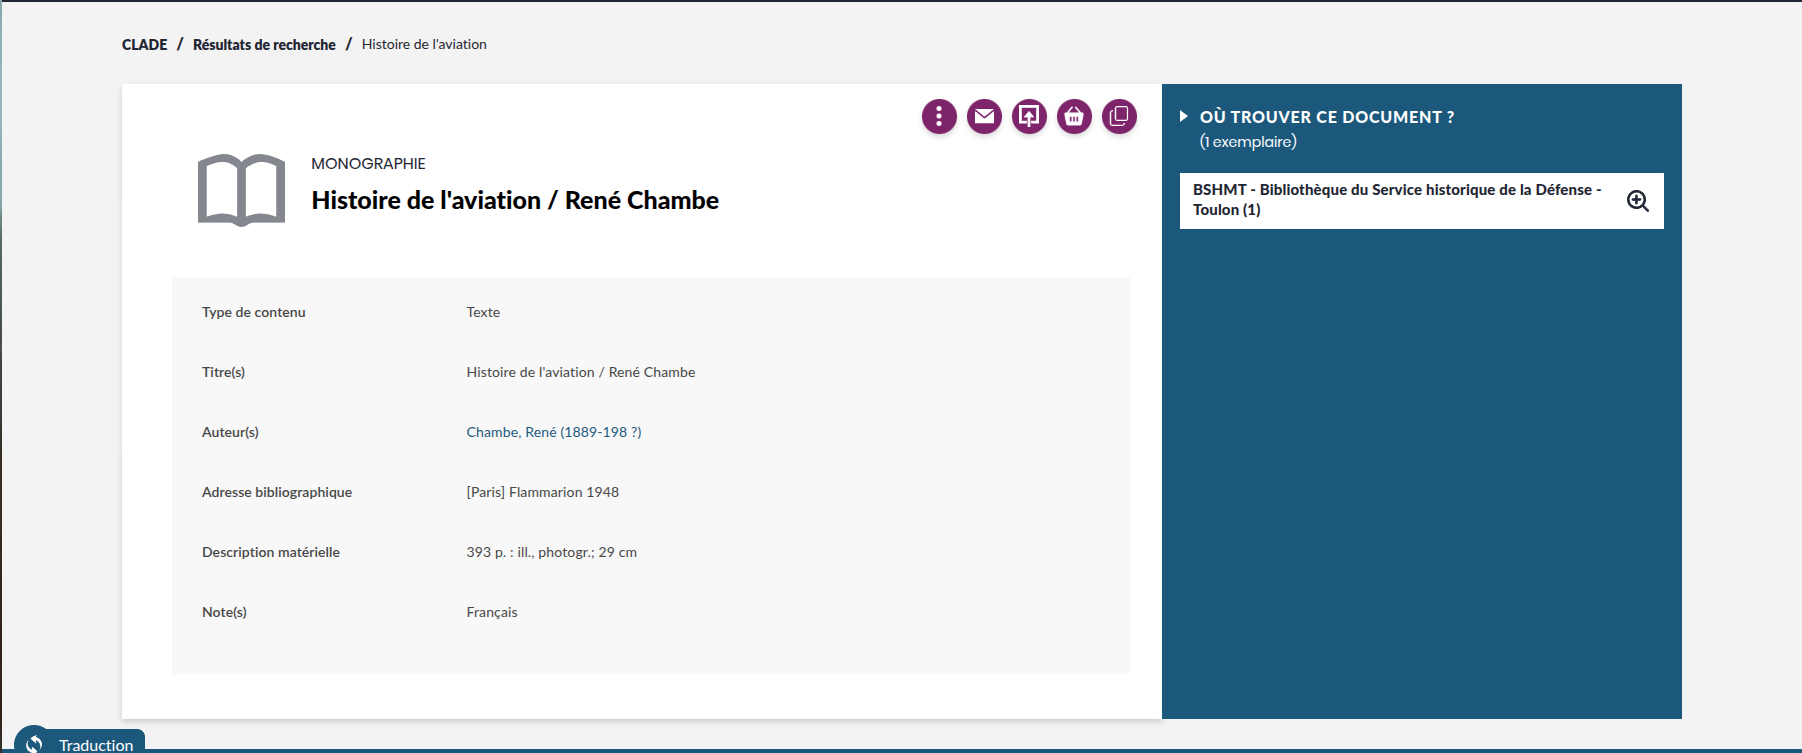 CLADE / Résultats de recherche / Histoire de l'aviation
MONOGRAPHIE
Histoire de l'aviation / René Chambe
Type de contenu Texte
Titre(s) Histoire de l'aviation / René Chambe
Auteur(s) Chambe, René (1889-198 ?)
Adresse bibliographique [Paris] Flammarion 1948
Description matérielle 393 p. : ill., photogr.; 29 cm
Note(s) Français
OÙ TROUVER CE DOCUMENT ?
(1 exemplaire)
BSHMT - Bibliothèque du Service historique de la Défense -
Toulon (1)
Traduction